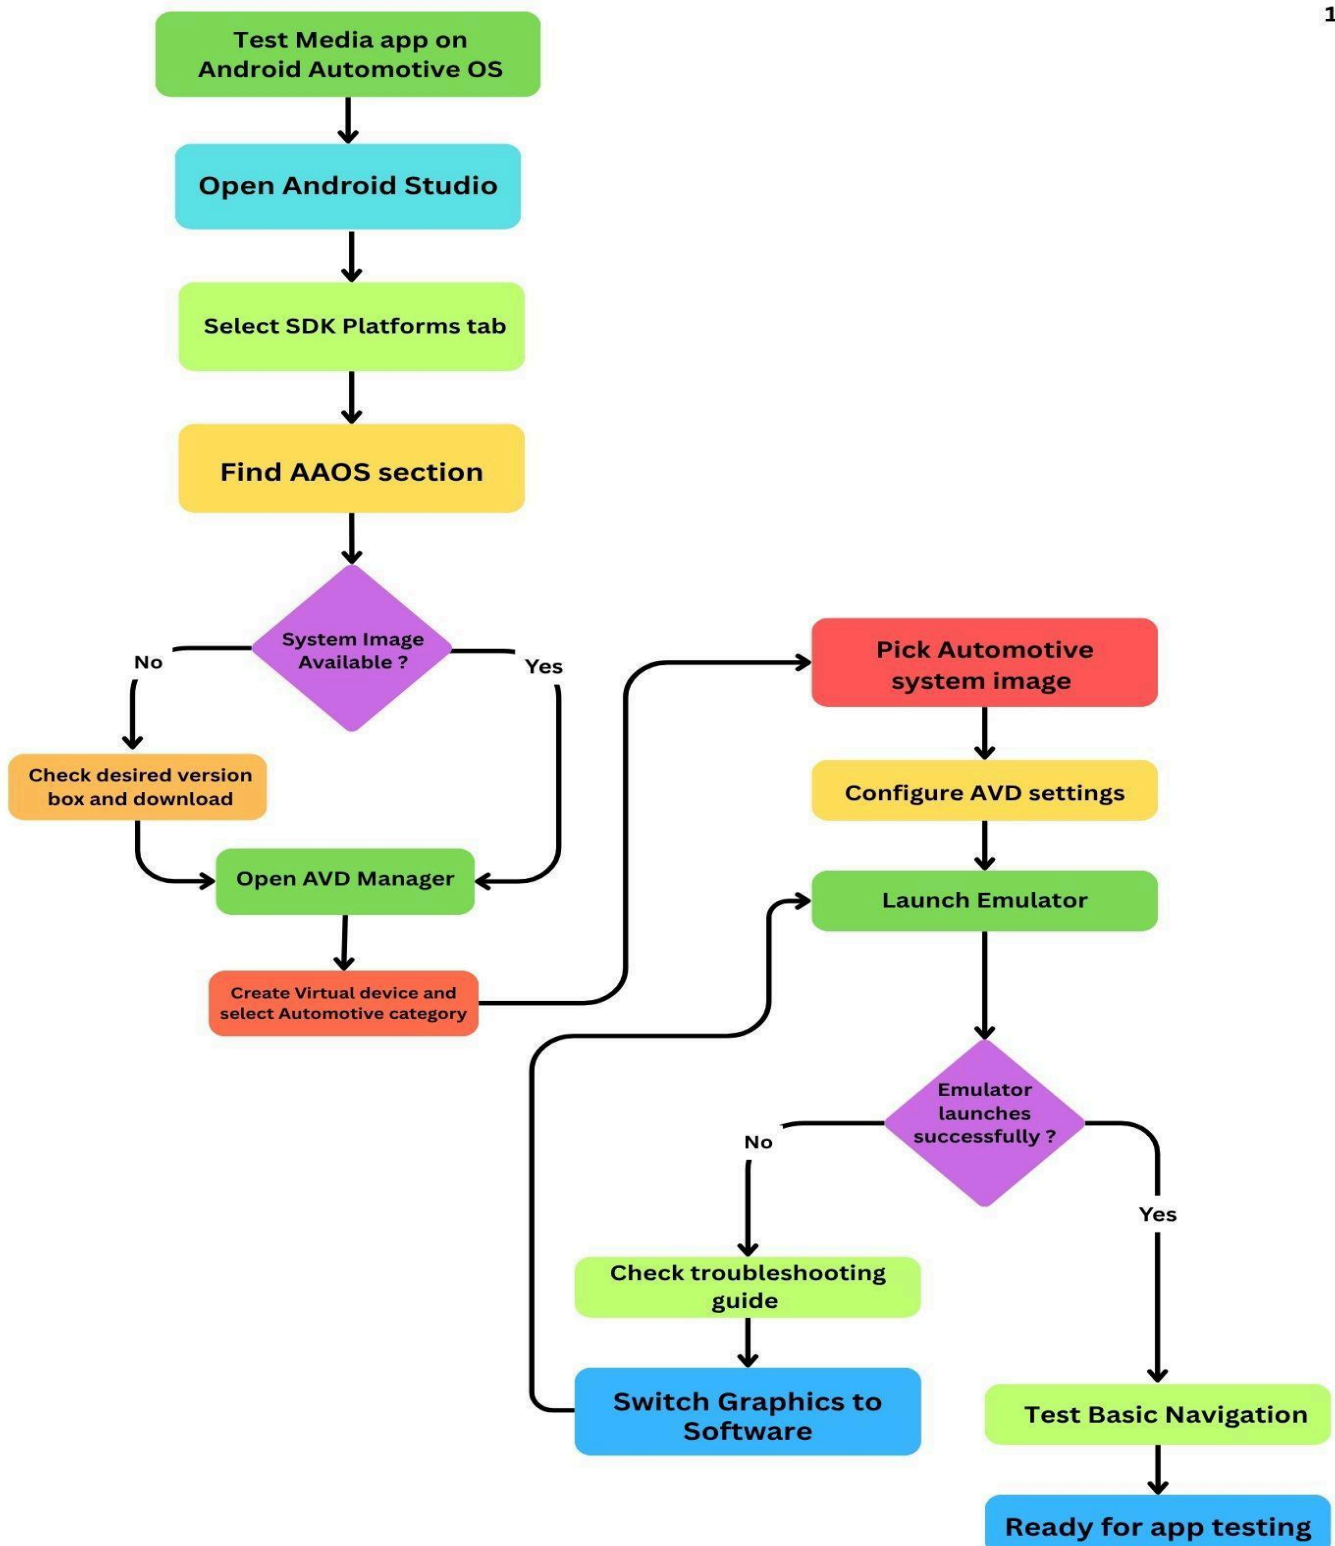 1
Test Media app on
Android Automotive OS
Open Android Studio
Select SDK Platforms tab
Find AAOS section
System Image
Available ?
No
Yes
Check desired version
box and download
Open AVD Manager
Create Virtual device and
select Automotive category
Pick Automotive
system image
Configure AVD settings
Launch Emulator
Emulator
launches
successfully ?
No
Yes
Check troubleshooting
guide
Switch Graphics to
Software
Test Basic Navigation
Ready for app testing